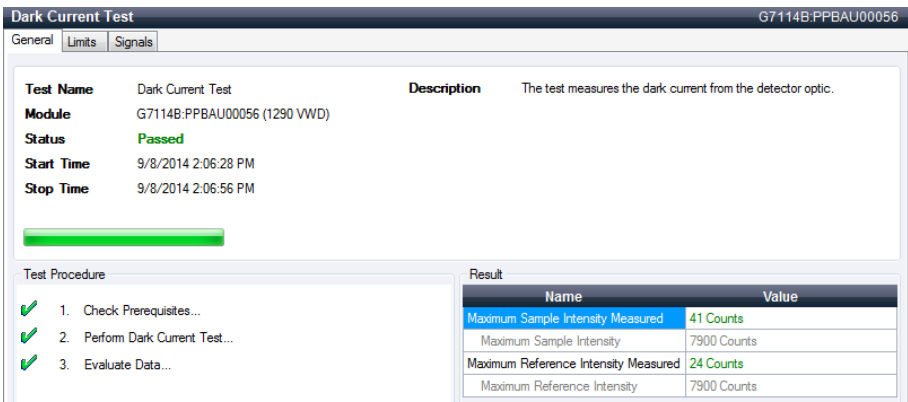 Dark Current Test G7114B:PPBAU00056
General Limits Signals
Test Name Dark Current Test Description The test measures the dark current from the detector optic.
Module G7114B:PPBAU00056 (1290 VWD)
Status Passed
Start Time 9/8/2014 2:06:28 PM
Stop Time 9/8/2014 2:06:56 PM
Test Procedure
1. Check Prerequisites...
2. Perform Dark Current Test...
3. Evaluate Data...
Result
Name Value
Maximum Sample Intensity Measured 41 Counts
Maximum Sample Intensity 7900 Counts
Maximum Reference Intensity Measured 24 Counts
Maximum Reference Intensity 7900 Counts